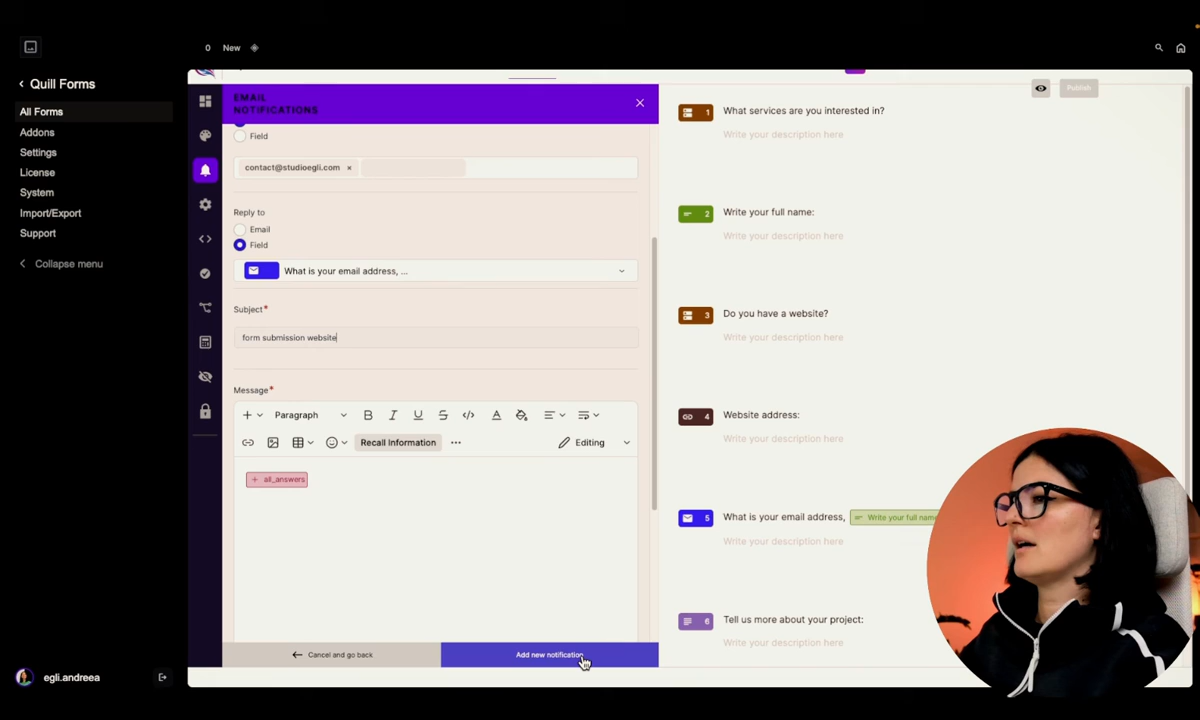 0 New
Quill Forms
All Forms
Addons
Settings
License
System
Import/Export
Support
Collapse menu
egli.andreea
EMAIL
NOTIFICATIONS
Field
contact@studioegli.com ×
Reply to
Email
Field
What is your email address, ...
Subject*
form submission website
Message*
Paragraph
Recall Information
Editing
+ all_answers
Cancel and go back
Add new notification
Publish
1 What services are you interested in?
Write your description here
2 Write your full name:
Write your description here
3 Do you have a website?
Write your description here
4 Website address:
Write your description here
5 What is your email address, Write your full name
Write your description here
6 Tell us more about your project:
Write your description here